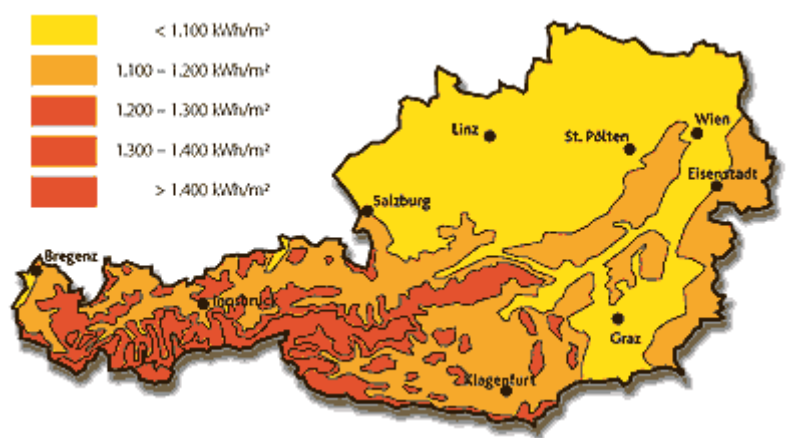 < 1.100 kWh/m²
1.100 – 1.200 kWh/m²
1.200 – 1.300 kWh/m²
1.300 – 1.400 kWh/m²
> 1.400 kWh/m²
Linz
St. Pölten
Wien
Eisenstadt
Salzburg
Bregenz
Innsbruck
Graz
Klagenfurt